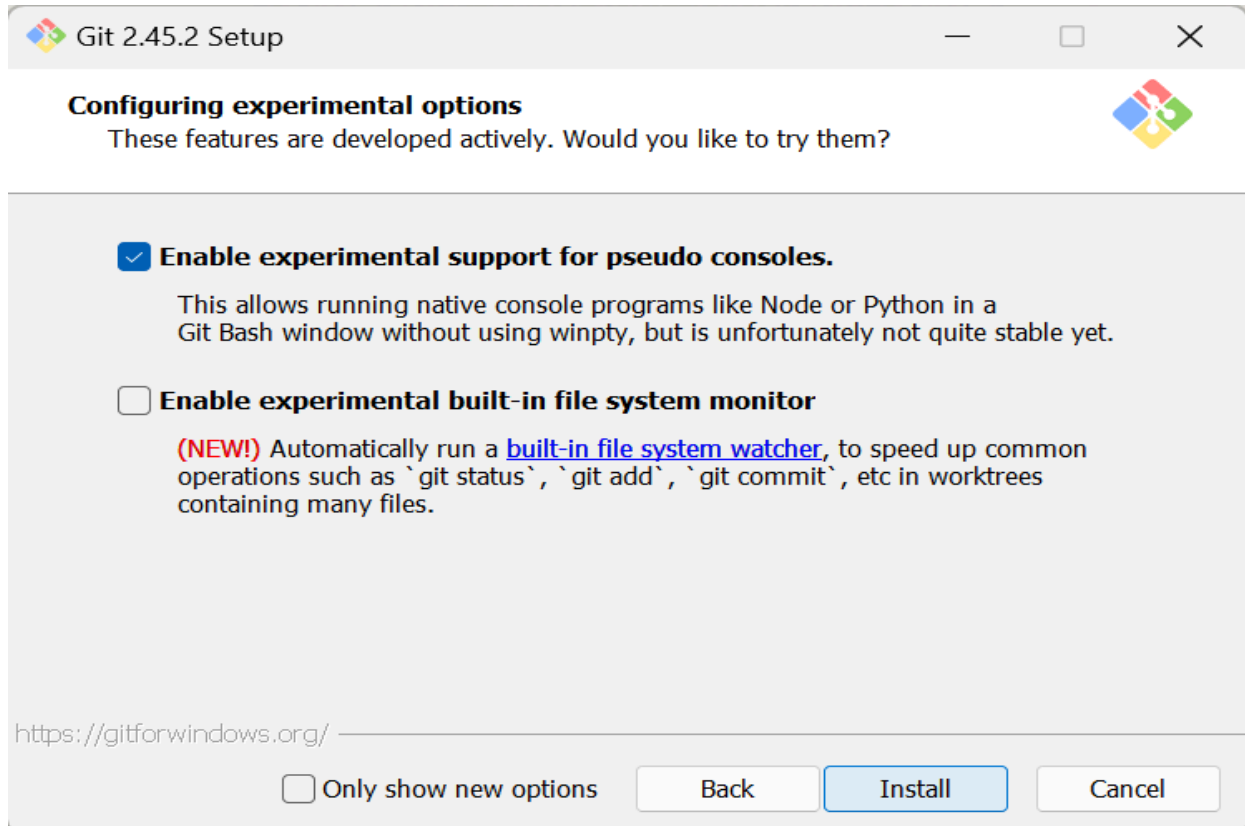 Git 2.45.2 Setup
Configuring experimental options
These features are developed actively. Would you like to try them?
Enable experimental support for pseudo consoles.
This allows running native console programs like Node or Python in a
Git Bash window without using winpty, but is unfortunately not quite stable yet.
Enable experimental built-in file system monitor
(NEW!) Automatically run a built-in file system watcher, to speed up common
operations such as `git status`, `git add`, `git commit`, etc in worktrees
containing many files.
https://gitforwindows.org/
Only show new options Back Install Cancel